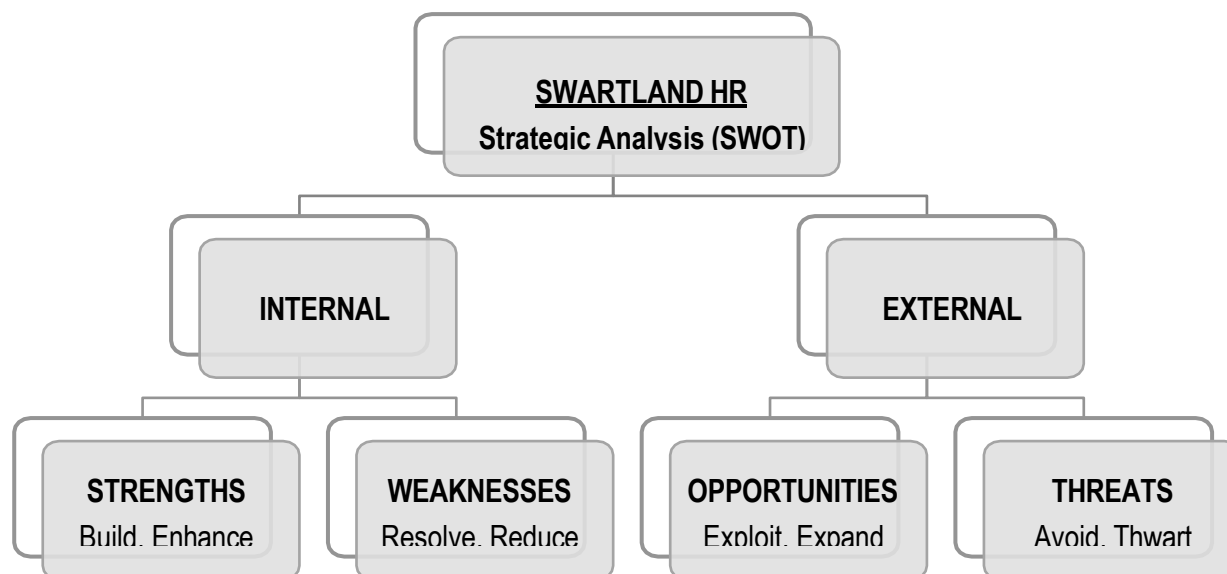 SWARTLAND HR
Strategic Analysis (SWOT)
INTERNAL
EXTERNAL
STRENGTHS
Build, Enhance
WEAKNESSES
Resolve, Reduce
OPPORTUNITIES
Exploit, Expand
THREATS
Avoid, Thwart